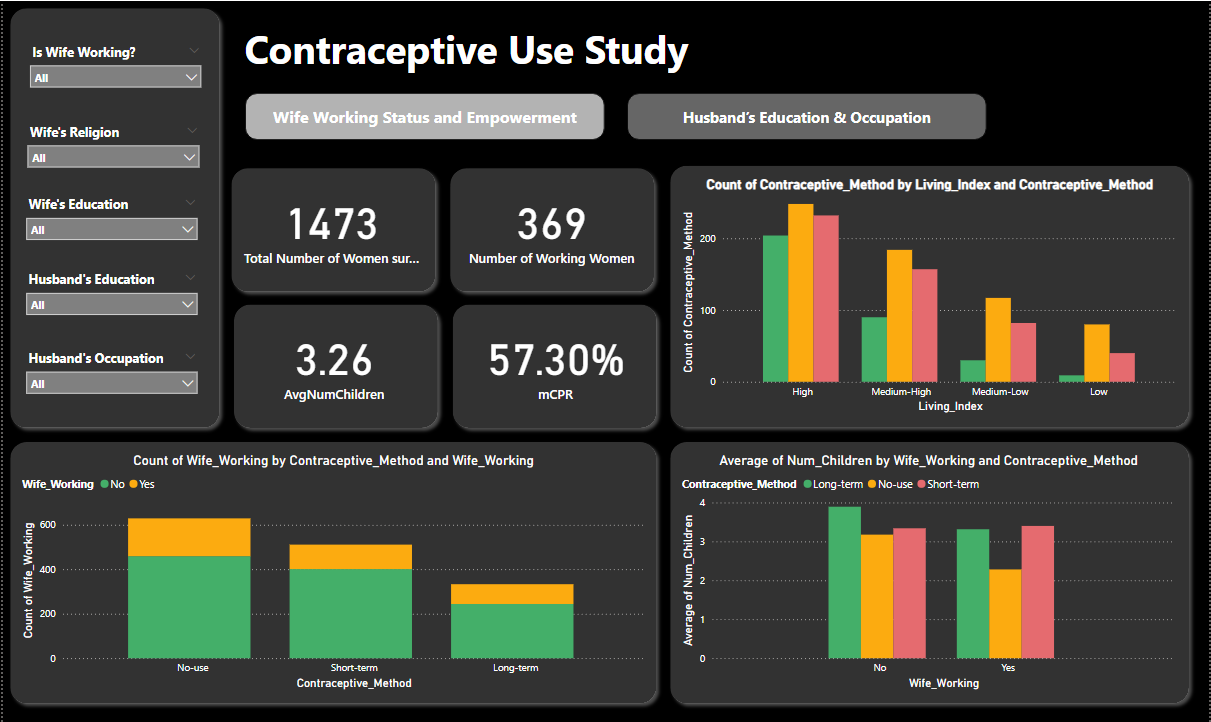 Is Wife Working?
All
Wife's Religion
All
Wife's Education
All
Husband's Education
All
Husband's Occupation
All
Contraceptive Use Study
Wife Working Status and Empowerment
Husband's Education & Occupation
1473
Total Number of Women sur...
369
Number of Working Women
3.26
AvgNumChildren
57.30%
mCPR
Count of Contraceptive_Method by Living_Index and Contraceptive_Method
Count of Contraceptive_Method
200
100
0
High Medium-High Medium-Low Low
Living_Index
Count of Wife_Working by Contraceptive_Method and Wife_Working
Wife_Working No Yes
Count of Wife_Working
600
400
200
0
No-use Short-term Long-term
Contraceptive_Method
Average of Num_Children by Wife_Working and Contraceptive_Method
Contraceptive_Method Long-term No-use Short-term
Average of Num_Children
4
3
2
1
0
No Yes
Wife_Working